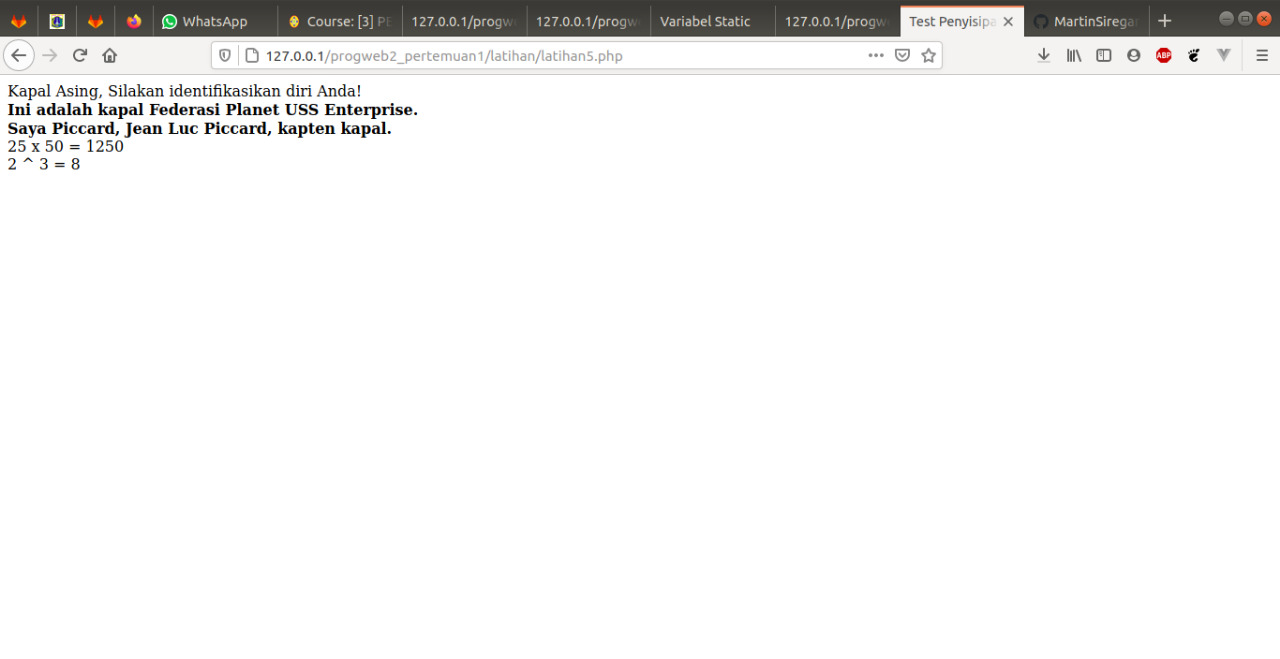 WhatsApp
Course: [3] PE
127.0.0.1/progw
127.0.0.1/progw
Variabel Static
127.0.0.1/progw
Test Penyisipa
MartinSiregar
127.0.0.1/progweb2_pertemuan1/latihan/latihan5.php
ABP
Kapal Asing, Silakan identifikasikan diri Anda!
Ini adalah kapal Federasi Planet USS Enterprise.
Saya Piccard, Jean Luc Piccard, kapten kapal.
25 x 50 = 1250
2 ^ 3 = 8